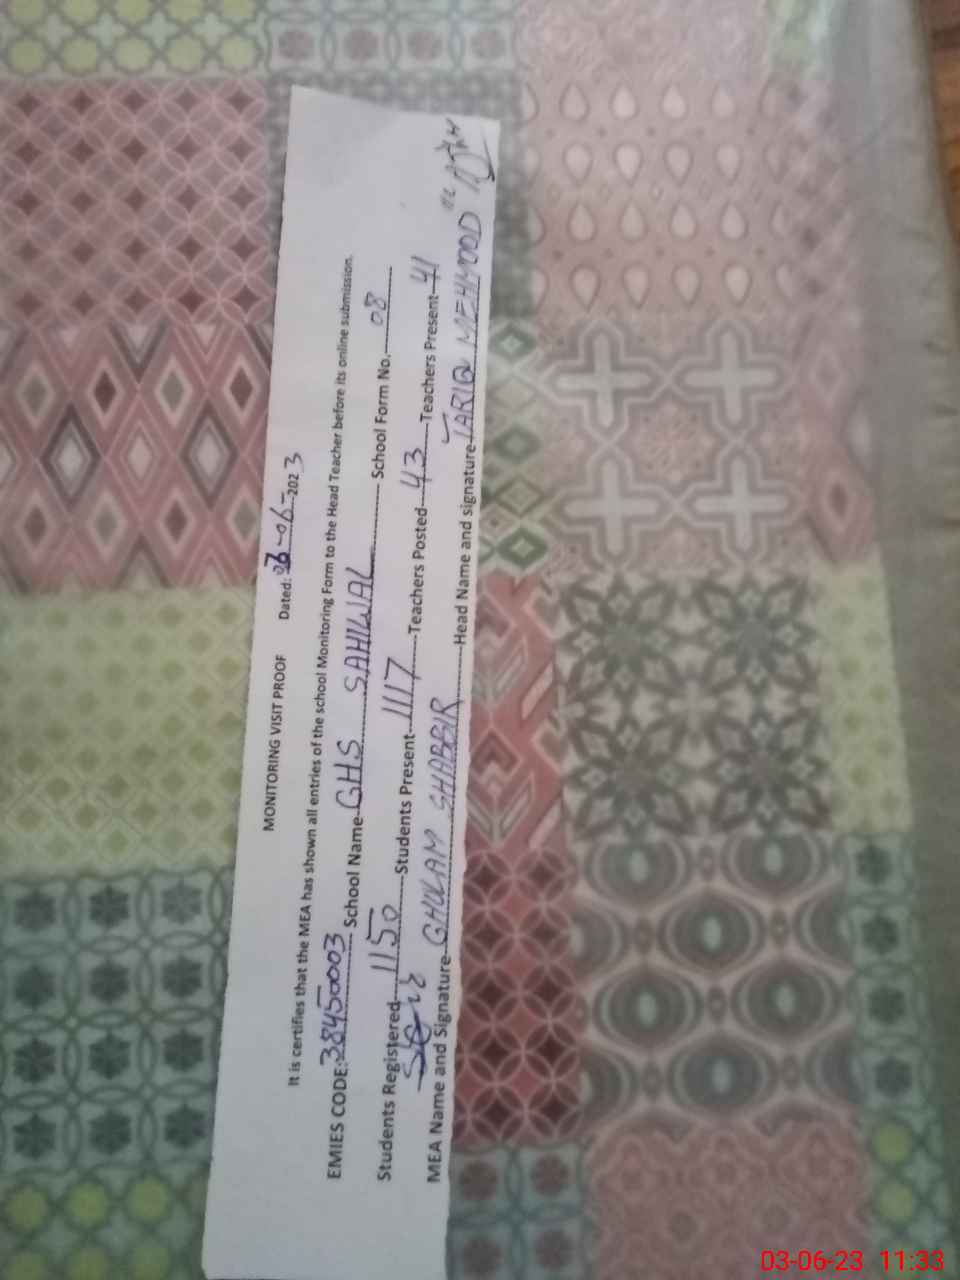 MONITORING VISIT PROOF Dated: 03-06-2023
It is certifies that the MEA has shown all entries of the school Monitoring Form to the Head Teacher before its online submission.
EMIES CODE: 38450003 School Name GHS SAHIWAL School Form No. 08
Students Registered 1150 Students Present 1117 Teachers Posted 43 Teachers Present 41
MEA Name and Signature GHULAM SHABBIR Head Name and signature TARIQ MEHMOOD
03-06-23 11:33